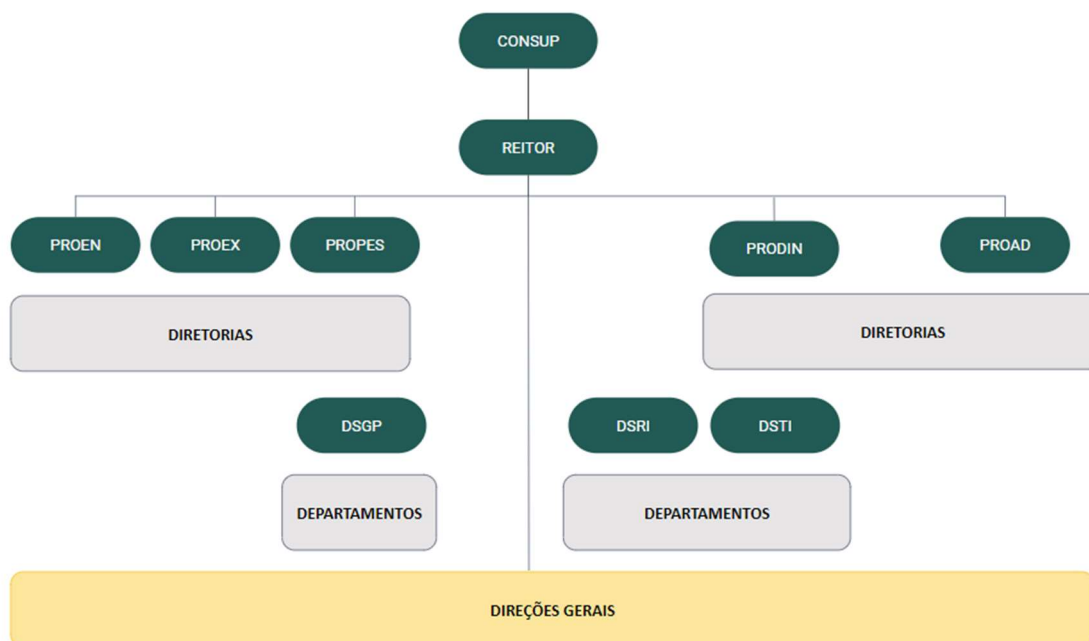 CONSUP
REITOR
PROEN
PROEX
PROPES
PRODIN
PROAD
DIRETORIAS
DIRETORIAS
DSGP
DSRI
DSTI
DEPARTAMENTOS
DEPARTAMENTOS
DIREÇÕES GERAIS